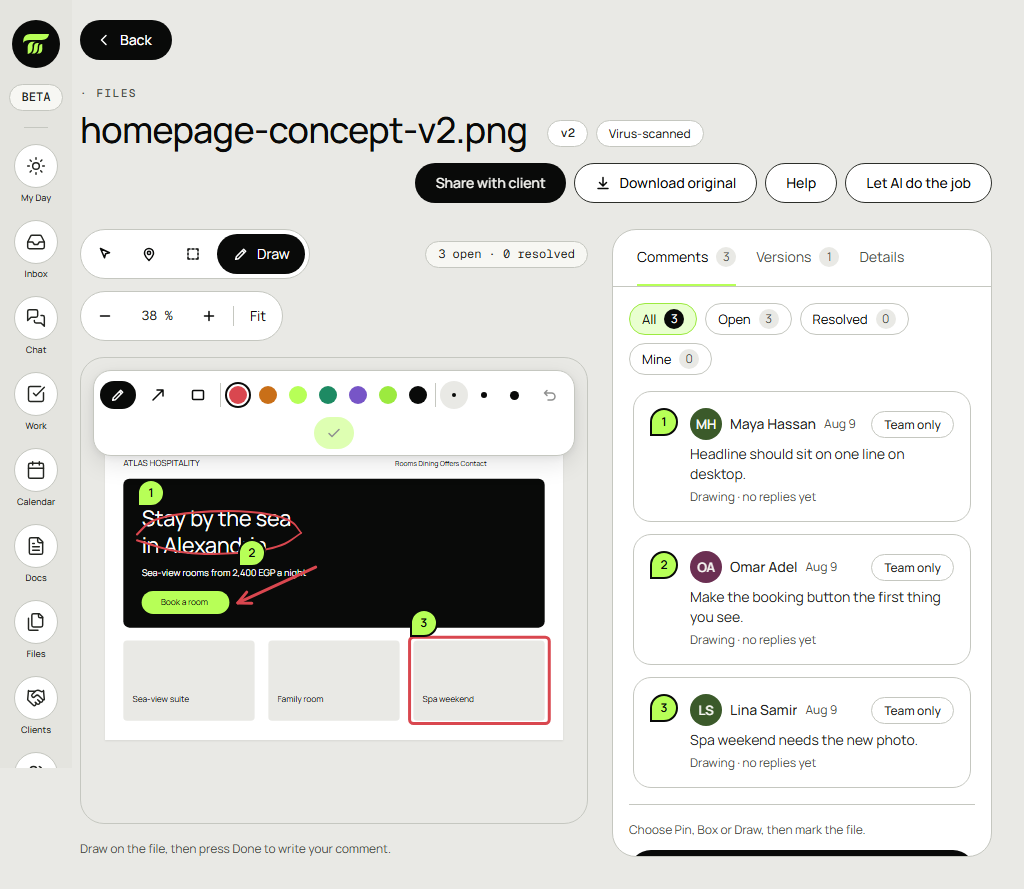 Back
BETA
· FILES
homepage-concept-v2.png
v2
Virus-scanned
Share with client
Download original
Help
Let AI do the job
My Day
Inbox
Chat
Work
Calendar
Docs
Files
Clients
Draw
3 open · 0 resolved
38 %
Fit
ATLAS HOSPITALITY
Rooms Dining Offers Contact
1
Stay by the sea
in
2
Sea-view rooms from 2,400 EGP a night
Book a room
3
Sea-view suite
Family room
Spa weekend
Draw on the file, then press Done to write your comment.
Comments 3
Versions 1
Details
All 3
Open 3
Resolved 0
Mine 0
1
MH
Maya Hassan
Aug 9
Team only
Headline should sit on one line on
desktop.
Drawing · no replies yet
2
OA
Omar Adel
Aug 9
Team only
Make the booking button the first thing
you see.
Drawing · no replies yet
3
LS
Lina Samir
Aug 9
Team only
Spa weekend needs the new photo.
Drawing · no replies yet
Choose Pin, Box or Draw, then mark the file.